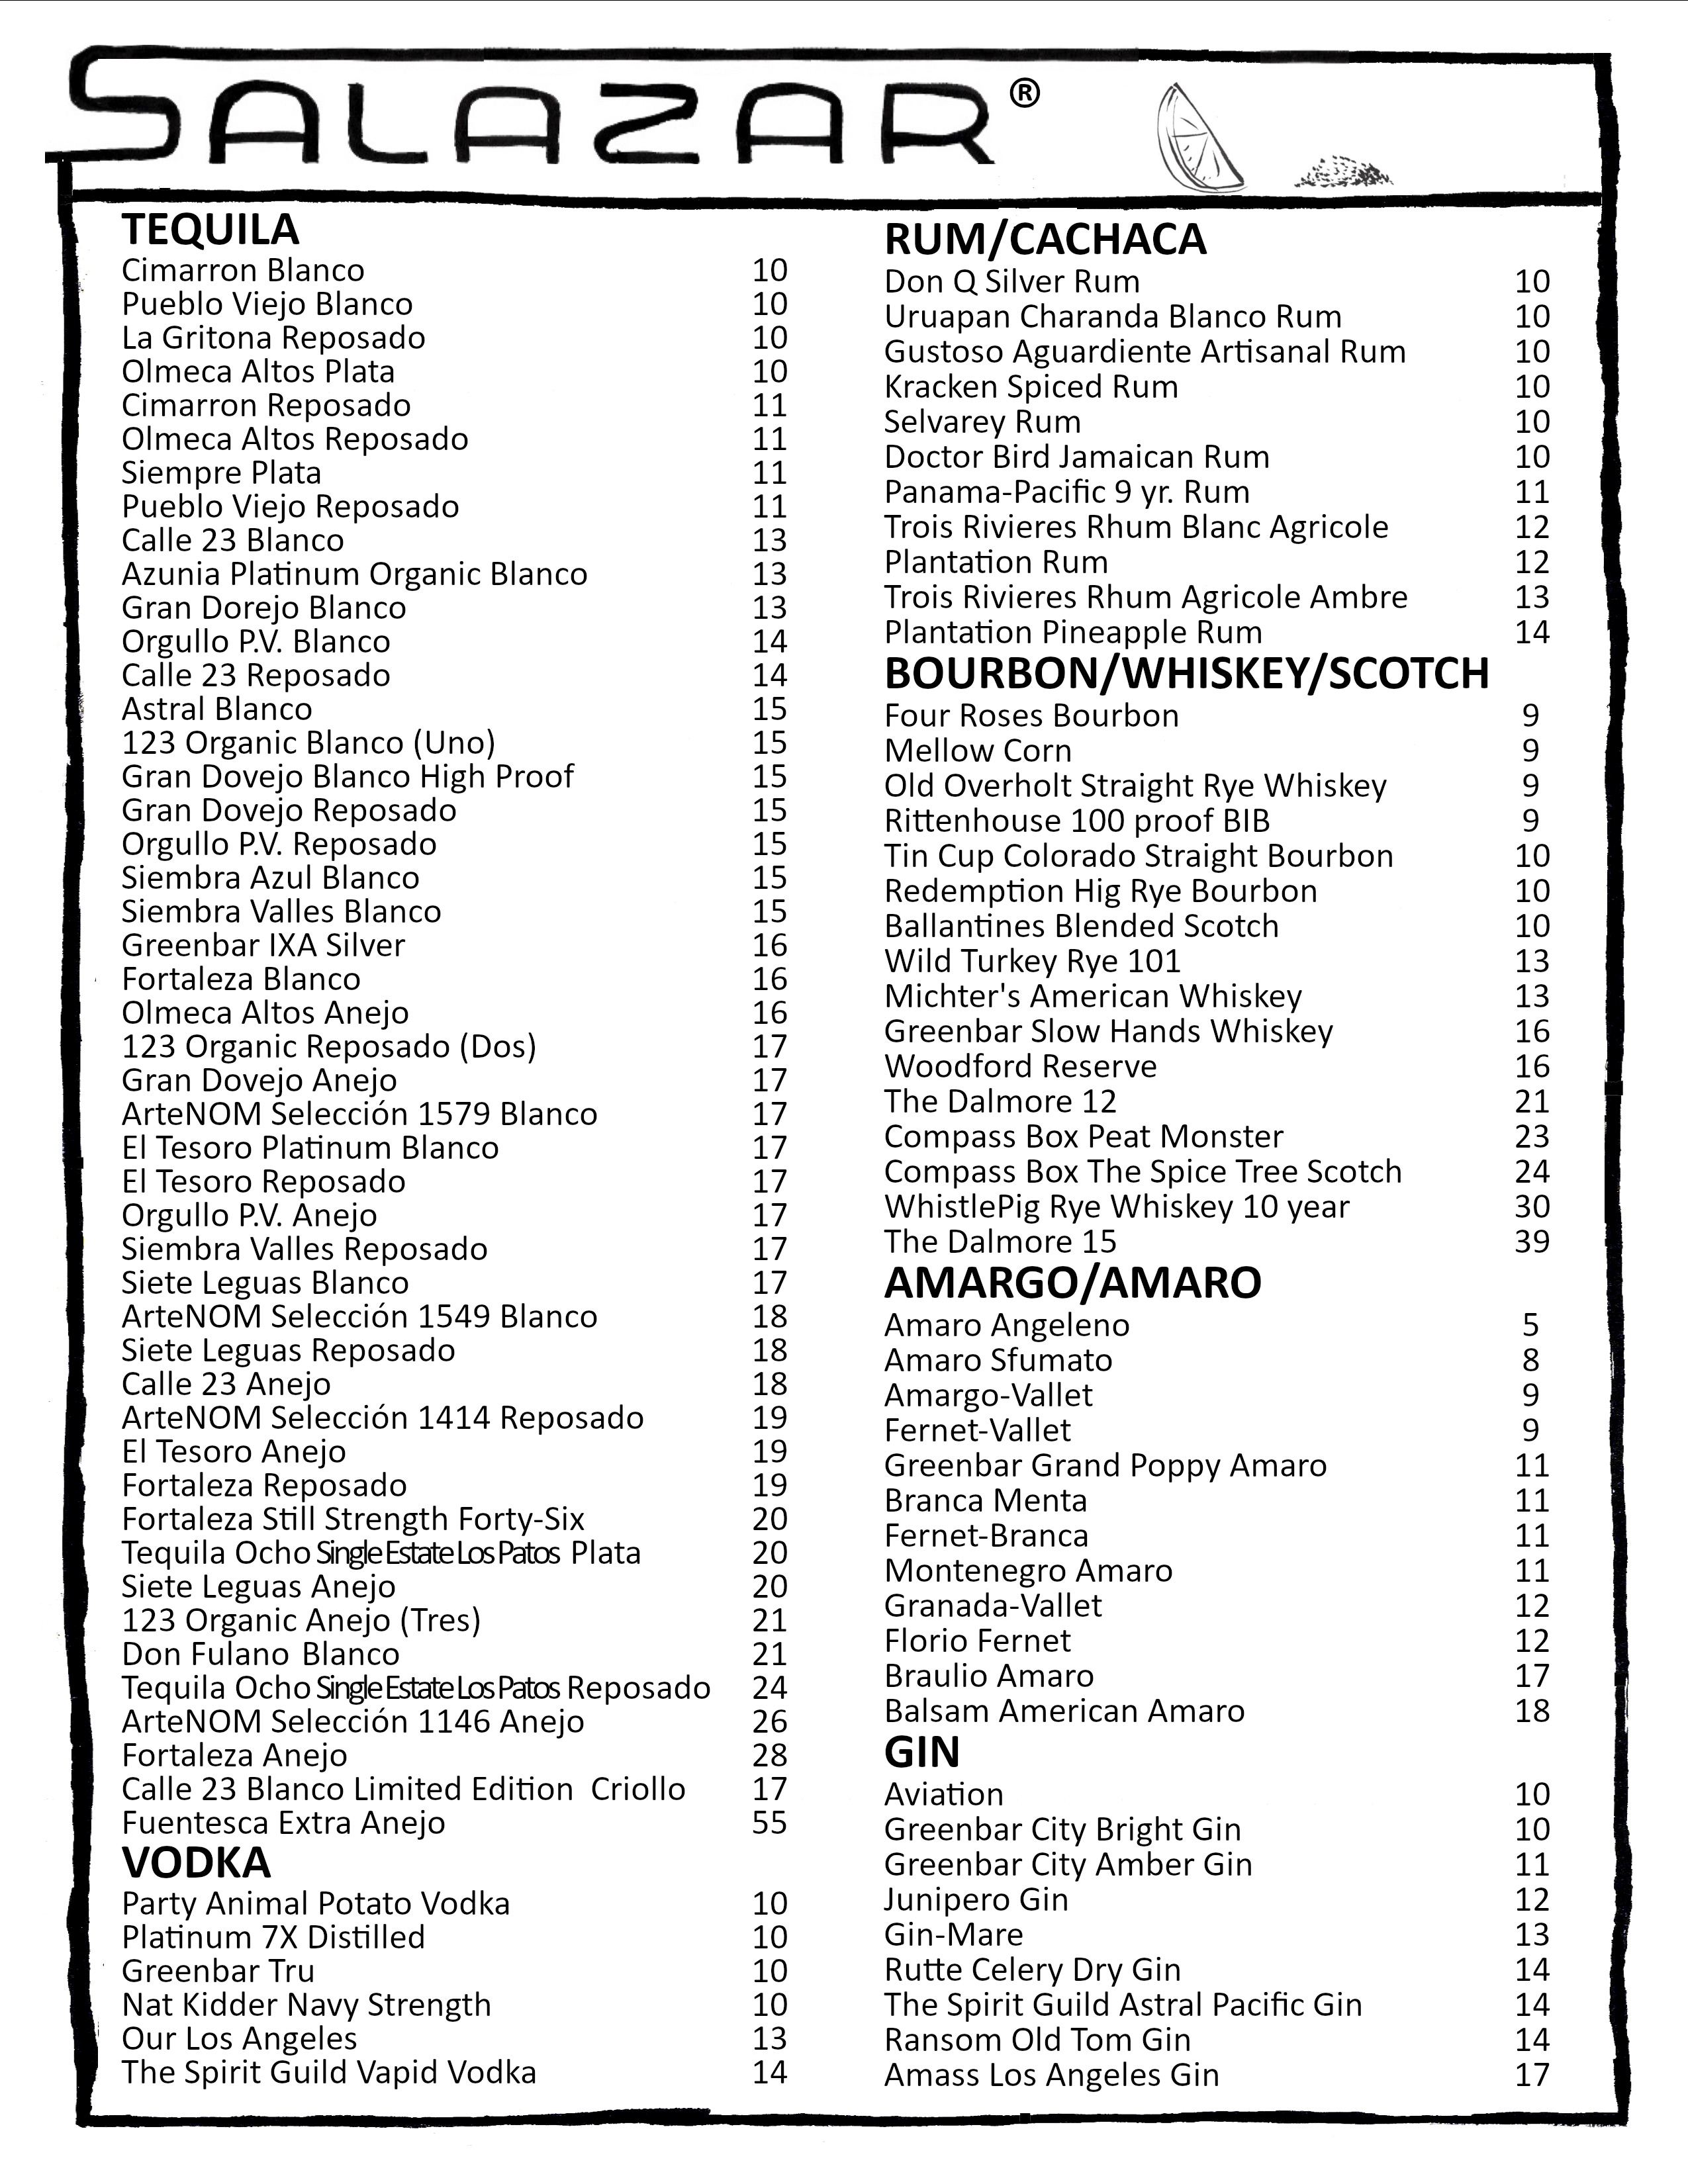 SALAZAR®
TEQUILA
Cimarron Blanco 10
Pueblo Viejo Blanco 10
La Gritona Reposado 10
Olmeca Altos Plata 10
Cimarron Reposado 11
Olmeca Altos Reposado 11
Siempre Plata 11
Pueblo Viejo Reposado 11
Calle 23 Blanco 13
Azunia Platinum Organic Blanco 13
Gran Dorejo Blanco 13
Orgullo P.V. Blanco 14
Calle 23 Reposado 14
Astral Blanco 15
123 Organic Blanco (Uno) 15
Gran Dovejo Blanco High Proof 15
Gran Dovejo Reposado 15
Orgullo P.V. Reposado 15
Siembra Azul Blanco 15
Siembra Valles Blanco 15
Greenbar IXA Silver 16
Fortaleza Blanco 16
Olmeca Altos Anejo 16
123 Organic Reposado (Dos) 17
Gran Dovejo Anejo 17
ArteNOM Selección 1579 Blanco 17
El Tesoro Platinum Blanco 17
El Tesoro Reposado 17
Orgullo P.V. Anejo 17
Siembra Valles Reposado 17
Siete Leguas Blanco 17
ArteNOM Selección 1549 Blanco 18
Siete Leguas Reposado 18
Calle 23 Anejo 18
ArteNOM Selección 1414 Reposado 19
El Tesoro Anejo 19
Fortaleza Reposado 19
Fortaleza Still Strength Forty-Six 20
Tequila Ocho Single Estate Los Patos Plata 20
Siete Leguas Anejo 20
123 Organic Anejo (Tres) 21
Don Fulano Blanco 21
Tequila Ocho Single Estate Los Patos Reposado 24
ArteNOM Selección 1146 Anejo 26
Fortaleza Anejo 28
Calle 23 Blanco Limited Edition Criollo 17
Fuentesca Extra Anejo 55
VODKA
Party Animal Potato Vodka 10
Platinum 7X Distilled 10
Greenbar Tru 10
Nat Kidder Navy Strength 10
Our Los Angeles 13
The Spirit Guild Vapid Vodka 14
RUM/CACHACA
Don Q Silver Rum 10
Uruapan Charanda Blanco Rum 10
Gustoso Aguardiente Artisanal Rum 10
Kracken Spiced Rum 10
Selvarey Rum 10
Doctor Bird Jamaican Rum 10
Panama-Pacific 9 yr. Rum 11
Trois Rivieres Rhum Blanc Agricole 12
Plantation Rum 12
Trois Rivieres Rhum Agricole Ambre 13
Plantation Pineapple Rum 14
BOURBON/WHISKEY/SCOTCH
Four Roses Bourbon 9
Mellow Corn 9
Old Overholt Straight Rye Whiskey 9
Rittenhouse 100 proof BIB 9
Tin Cup Colorado Straight Bourbon 10
Redemption Hig Rye Bourbon 10
Ballantines Blended Scotch 10
Wild Turkey Rye 101 13
Michter's American Whiskey 13
Greenbar Slow Hands Whiskey 16
Woodford Reserve 16
The Dalmore 12 21
Compass Box Peat Monster 23
Compass Box The Spice Tree Scotch 24
WhistlePig Rye Whiskey 10 year 30
The Dalmore 15 39
AMARGO/AMARO
Amaro Angeleno 5
Amaro Sfumato 8
Amargo-Vallet 9
Fernet-Vallet 9
Greenbar Grand Poppy Amaro 11
Branca Menta 11
Fernet-Branca 11
Montenegro Amaro 11
Granada-Vallet 12
Florio Fernet 12
Braulio Amaro 17
Balsam American Amaro 18
GIN
Aviation 10
Greenbar City Bright Gin 10
Greenbar City Amber Gin 11
Junipero Gin 12
Gin-Mare 13
Rutte Celery Dry Gin 14
The Spirit Guild Astral Pacific Gin 14
Ransom Old Tom Gin 14
Amass Los Angeles Gin 17